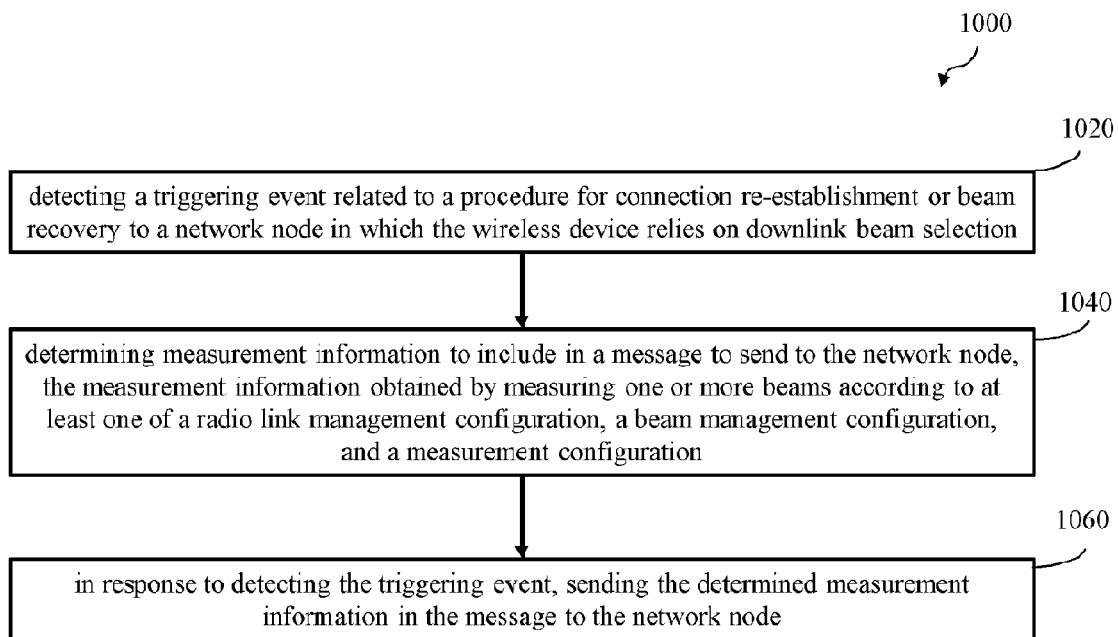 1000
1020
detecting a triggering event related to a procedure for connection re-establishment or beam
recovery to a network node in which the wireless device relies on downlink beam selection
1040
determining measurement information to include in a message to send to the network node,
the measurement information obtained by measuring one or more beams according to at
least one of a radio link management configuration, a beam management configuration,
and a measurement configuration
1060
in response to detecting the triggering event, sending the determined measurement
information in the message to the network node